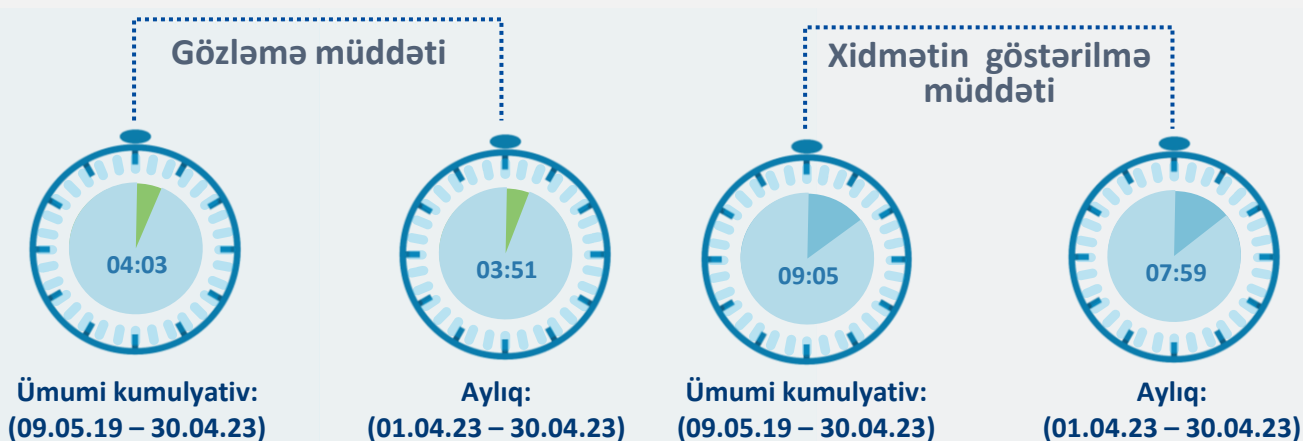 Gözləmə müddəti
Xidmətin göstərilmə
müddəti
04:03
03:51
09:05
07:59
Ümumi kumulyativ:
(09.05.19 – 30.04.23)
Aylıq:
(01.04.23 – 30.04.23)
Ümumi kumulyativ:
(09.05.19 – 30.04.23)
Aylıq:
(01.04.23 – 30.04.23)